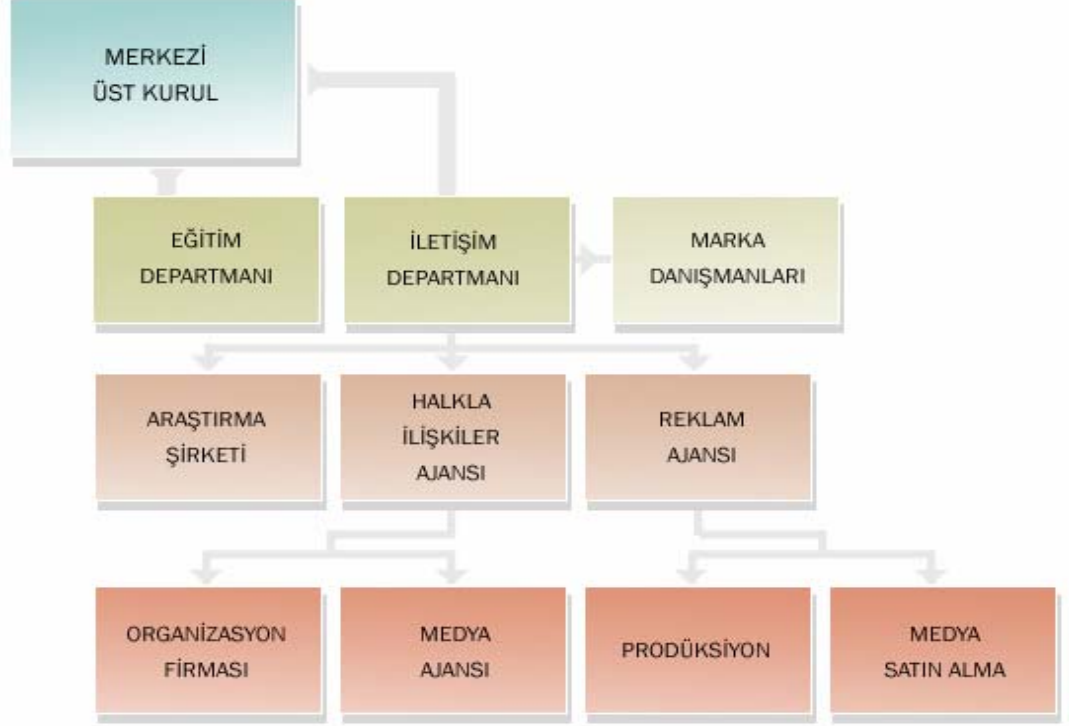 MERKEZİ
ÜST KURUL
EĞİTİM
DEPARTMANI
İLETİŞİM
DEPARTMANI
MARKA
DANIŞMANLARI
ARAŞTIRMA
ŞİRKETİ
HALKLA
İLİŞKİLER
AJANSI
REKLAM
AJANSI
ORGANİZASYON
FİRMASI
MEDYA
AJANSI
PRODÜKSİYON
MEDYA
SATIN ALMA